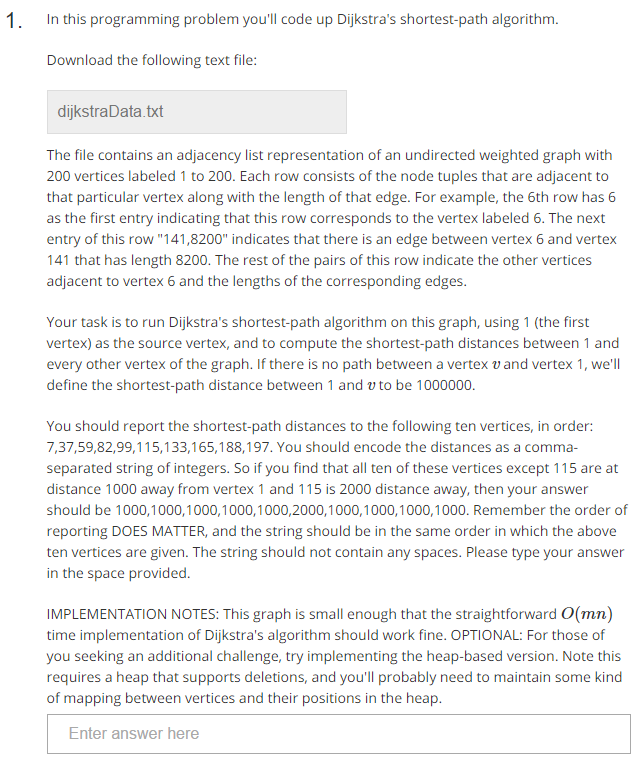 1. In this programming problem you'll code up Dijkstra's shortest-path algorithm.
Download the following text file:
dijkstraData.txt
The file contains an adjacency list representation of an undirected weighted graph with
200 vertices labeled 1 to 200. Each row consists of the node tuples that are adjacent to
that particular vertex along with the length of that edge. For example, the 6th row has 6
as the first entry indicating that this row corresponds to the vertex labeled 6. The next
entry of this row "141,8200" indicates that there is an edge between vertex 6 and vertex
141 that has length 8200. The rest of the pairs of this row indicate the other vertices
adjacent to vertex 6 and the lengths of the corresponding edges.
Your task is to run Dijkstra's shortest-path algorithm on this graph, using 1 (the first
vertex) as the source vertex, and to compute the shortest-path distances between 1 and
every other vertex of the graph. If there is no path between a vertex v and vertex 1, we'll
define the shortest-path distance between 1 and v to be 1000000.
You should report the shortest-path distances to the following ten vertices, in order:
7,37,59,82,99,115,133,165,188,197. You should encode the distances as a comma-
separated string of integers. So if you find that all ten of these vertices except 115 are at
distance 1000 away from vertex 1 and 115 is 2000 distance away, then your answer
should be 1000,1000,1000,1000,1000,2000,1000,1000,1000,1000. Remember the order of
reporting DOES MATTER, and the string should be in the same order in which the above
ten vertices are given. The string should not contain any spaces. Please type your answer
in the space provided.
IMPLEMENTATION NOTES: This graph is small enough that the straightforward O(mn)
time implementation of Dijkstra's algorithm should work fine. OPTIONAL: For those of
you seeking an additional challenge, try implementing the heap-based version. Note this
requires a heap that supports deletions, and you'll probably need to maintain some kind
of mapping between vertices and their positions in the heap.
Enter answer here